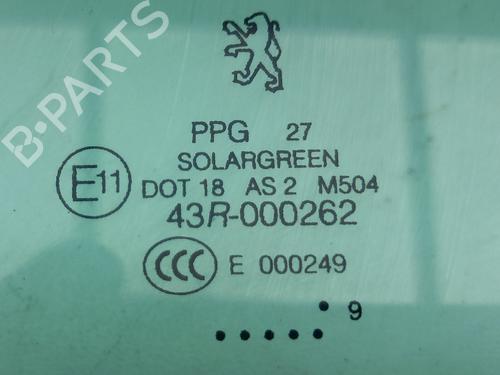 B-PARTS
PPG 27
SOLARGREEN
E11
DOT 18 AS 2 M504
43R-000262
CCC E 000249
9